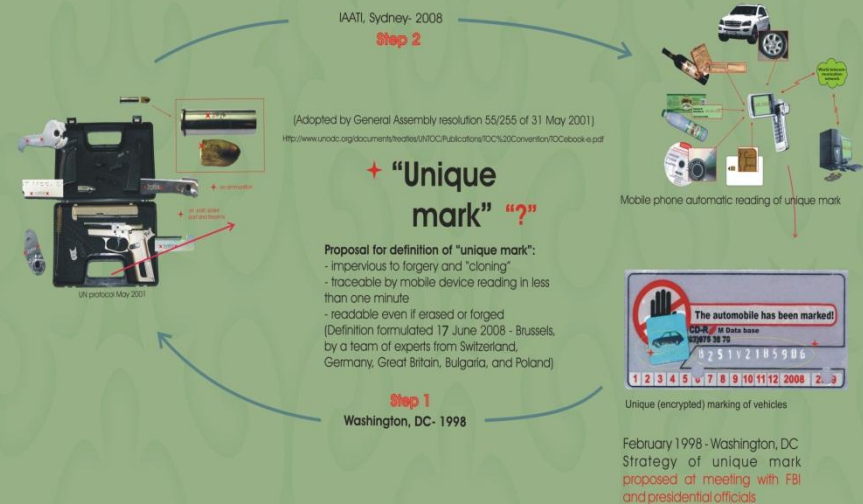 IAATI, Sydney- 2008
Step 2
(Adopted by General Assembly resolution 55/255 of 31 May 2001)
Http://www.unodc.org/documents/treaties/UNTOC/Publications/TOC%20Convention/TOCebook-e.pdf
"Unique
mark" "?"
Proposal for definition of "unique mark":
- impervious to forgery and "cloning"
- traceable by mobile device reading in less
than one minute
- readable even if erased or forged
(Definition formulated 17 June 2008 - Brussels,
by a team of experts from Switzerland,
Germany, Great Britain, Bulgaria, and Poland)
Step 1
Washington, DC- 1998
on ammunition
UN protocol May 2001
Mobile phone automatic reading of unique mark
The automobile has been marked!
CD-R M Data base
1 2 3 4 5 6 7 8 9 10 11 12 2008
Unique (encrypted) marking of vehicles
February 1998 - Washington, DC
Strategy of unique mark
proposed at meeting with FBI
and presidential officials